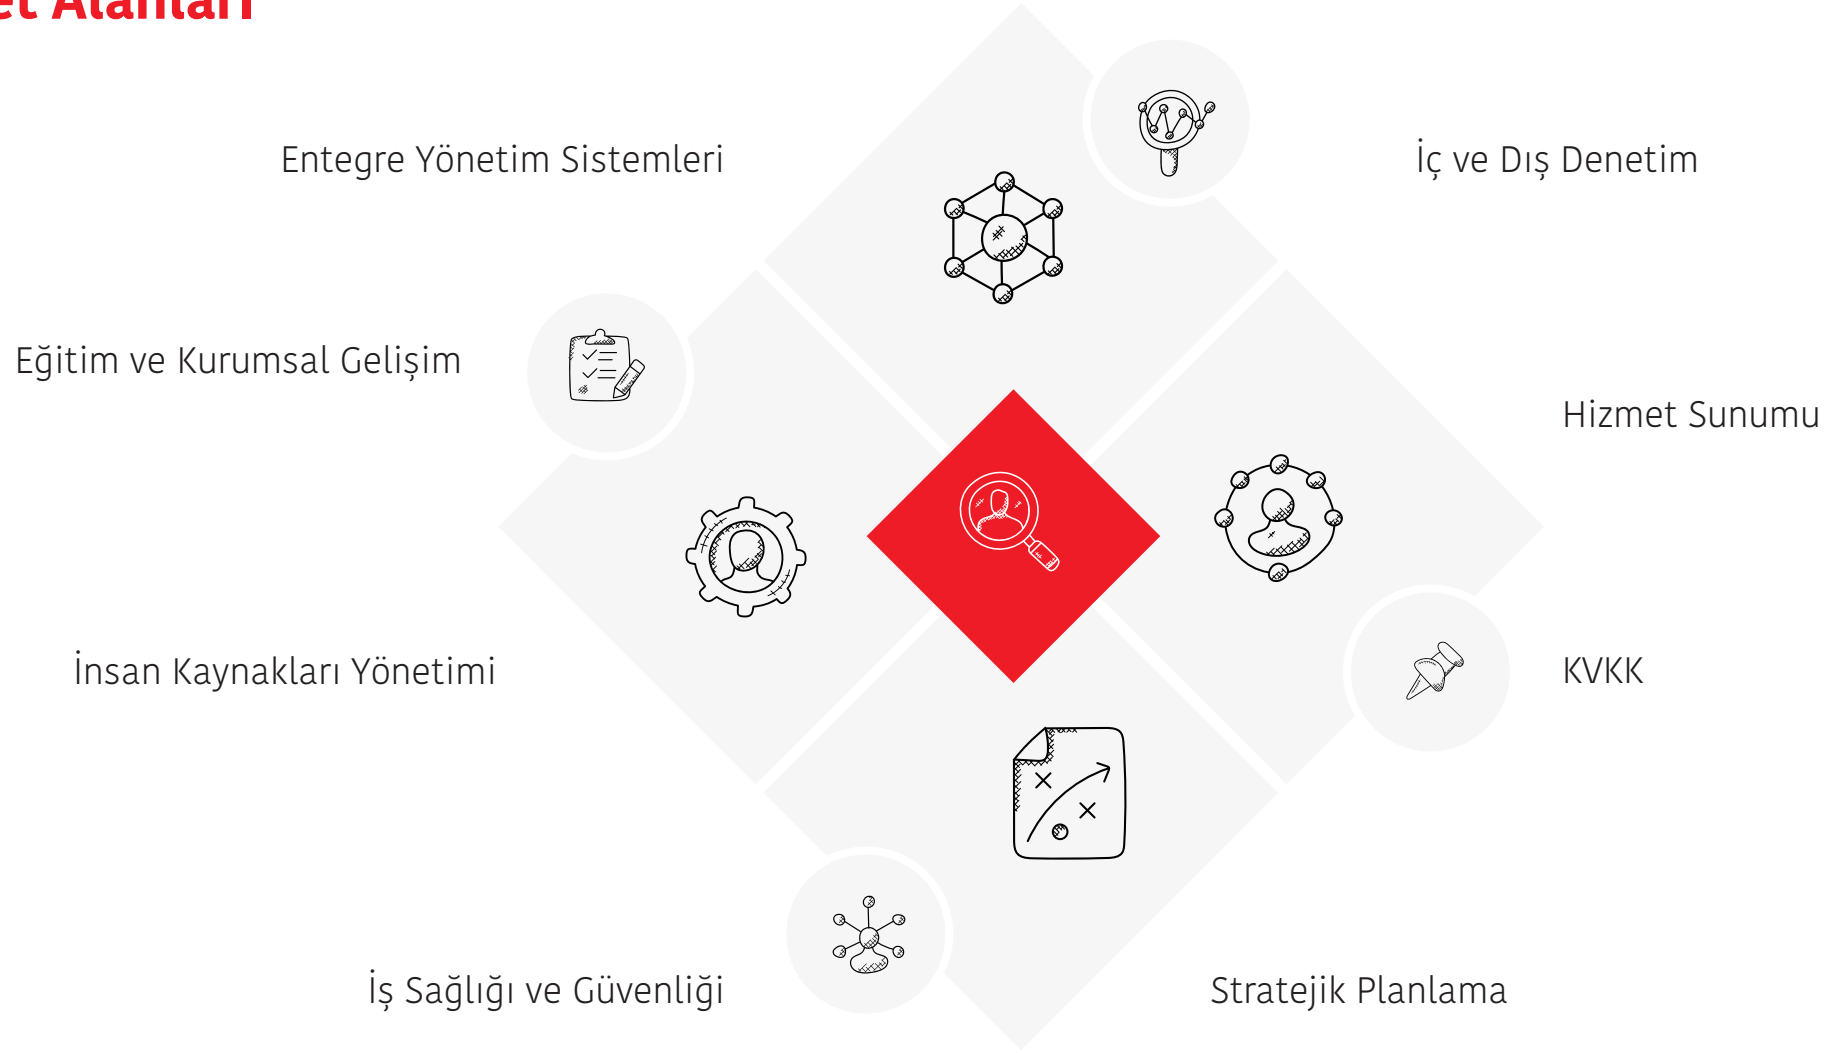 Alanları
Entegre Yönetim Sistemleri
İç ve Dış Denetim
Eğitim ve Kurumsal Gelişim
Hizmet Sunumu
İnsan Kaynakları Yönetimi
KVKK
İş Sağlığı ve Güvenliği
Stratejik Planlama